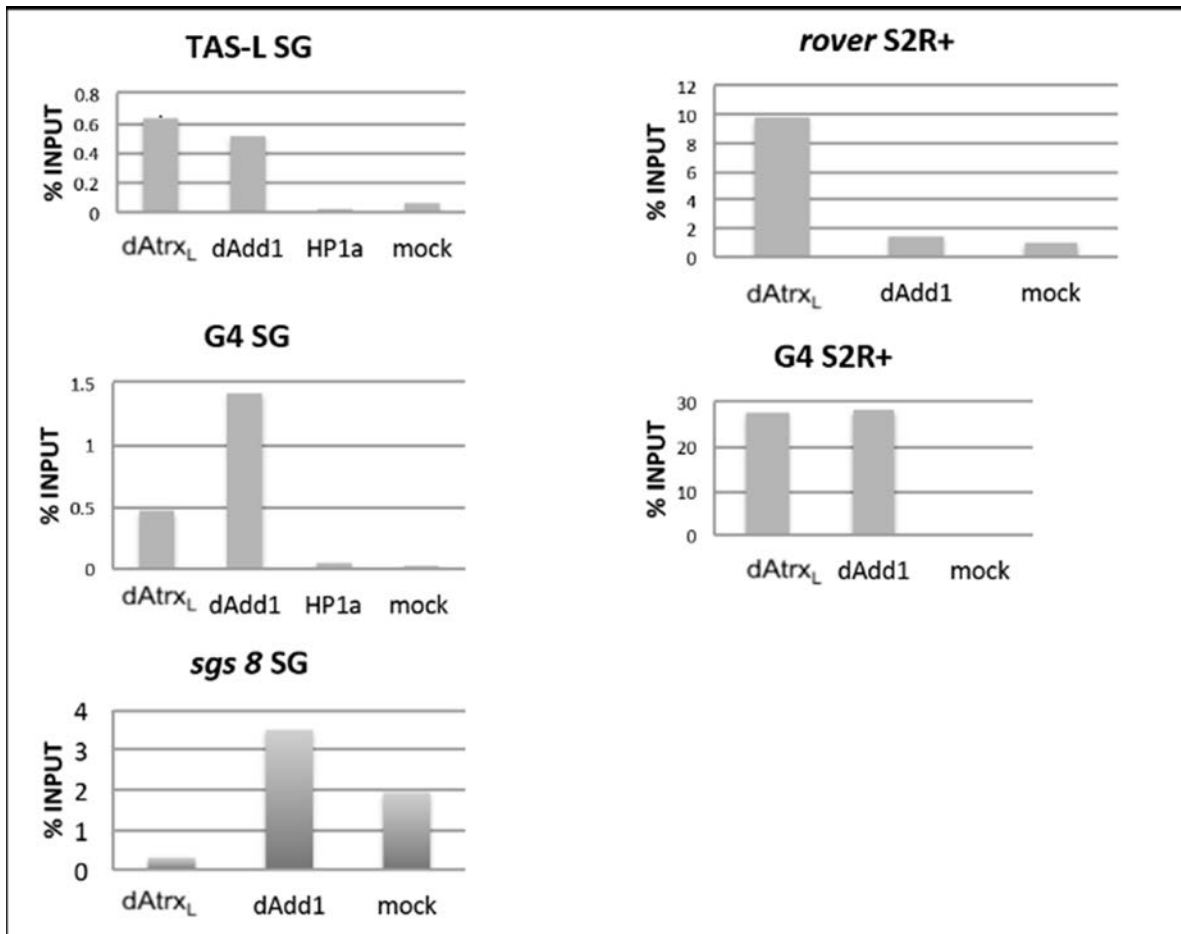 TAS-L SG
% INPUT
0.8
0.6
0.4
0.2
0
dAtrxL dAdd1 HP1a mock
rover S2R+
% INPUT
12
10
8
6
4
2
0
dAtrxL dAdd1 mock
G4 SG
% INPUT
1.5
1
0.5
0
dAtrxL dAdd1 HP1a mock
G4 S2R+
% INPUT
30
20
10
0
dAtrxL dAdd1 mock
sgs 8 SG
% INPUT
4
3
2
1
0
dAtrxL dAdd1 mock